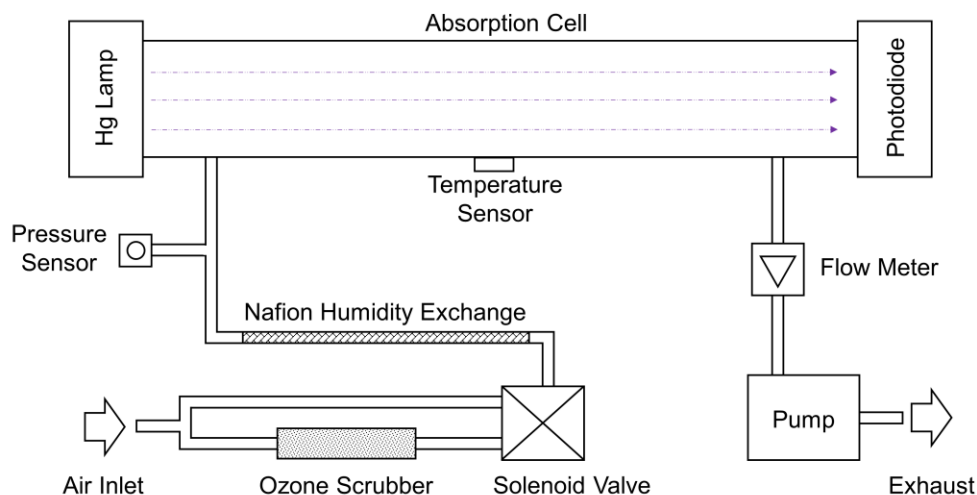 Absorption Cell
Hg Lamp
Photodiode
Temperature
Sensor
Pressure
Sensor
Flow Meter
Nafion Humidity Exchange
Pump
Air Inlet
Ozone Scrubber
Solenoid Valve
Exhaust